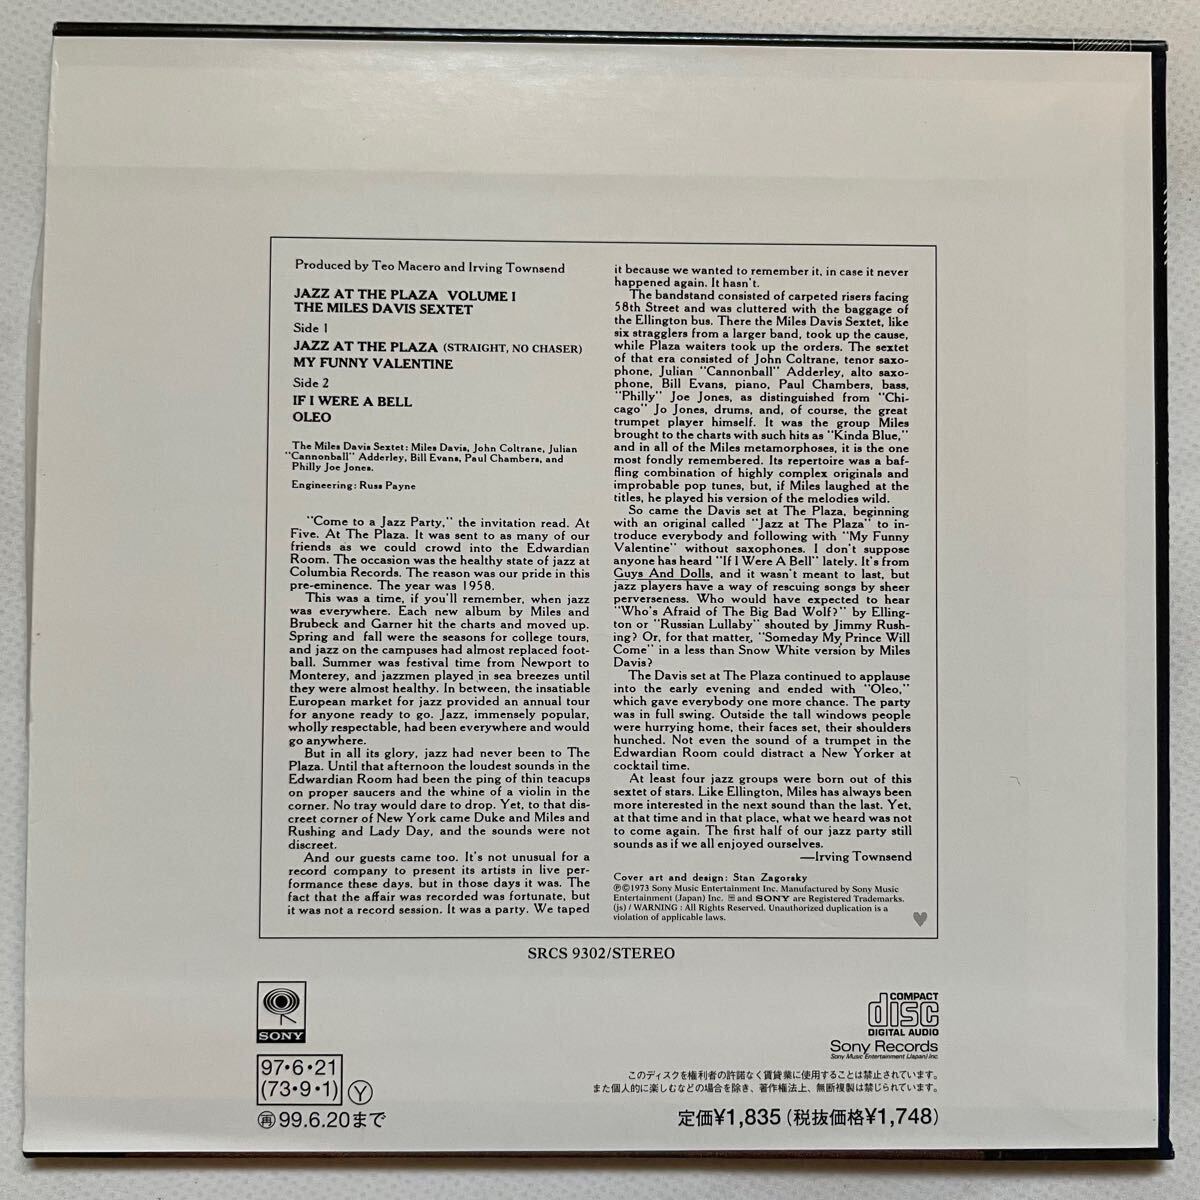 Produced by Teo Macero and Irving Townsend
JAZZ AT THE PLAZA VOLUME I
THE MILES DAVIS SEXTET
Side 1
JAZZ AT THE PLAZA (STRAIGHT, NO CHASER)
MY FUNNY VALENTINE
Side 2
IF I WERE A BELL
OLEO
The Miles Davis Sextet: Miles Davis, John Coltrane, Julian
"Cannonball" Adderley, Bill Evans, Paul Chambers, and
Philly Joe Jones.
Engineering: Russ Payne
"Come to a Jazz Party," the invitation read. At
Five. At The Plaza. It was sent to as many of our
friends as we could crowd into the Edwardian
Room. The occasion was the healthy state of jazz at
Columbia Records. The reason was our pride in this
pre-eminence. The year was 1958.
This was a time, if you'll remember, when jazz
was everywhere. Each new album by Miles and
Brubeck and Garner hit the charts and moved up.
Spring and fall were the seasons for college tours,
and jazz on the campuses had almost replaced foot-
ball. Summer was festival time from Newport to
Monterey, and jazzmen played in sea breezes until
they were almost healthy. In between, the insatiable
European market for jazz provided an annual tour
for anyone ready to go. Jazz, immensely popular,
wholly respectable, had been everywhere and would
go anywhere.
But in all its glory, jazz had never been to The
Plaza. Until that afternoon the loudest sounds in the
Edwardian Room had been the ping of thin teacups
on proper saucers and the whine of a violin in the
corner. No tray would dare to drop. Yet, to that dis-
creet corner of New York came Duke and Miles and
Rushing and Lady Day, and the sounds were not
discreet.
And our guests came too. It's not unusual for a
record company to present its artists in live per-
formance these days, but in those days it was. The
fact that the affair was recorded was fortunate, but
it was not a record session. It was a party. We taped
it because we wanted to remember it, in case it never
happened again. It hasn't.
The bandstand consisted of carpeted risers facing
58th Street and was cluttered with the baggage of
the Ellington bus. There the Miles Davis Sextet, like
six stragglers from a larger band, took up the cause,
while Plaza waiters took up the orders. The sextet
of that era consisted of John Coltrane, tenor saxo-
phone, Julian "Cannonball" Adderley, alto saxo-
phone, Bill Evans, piano, Paul Chambers, bass,
"Philly" Joe Jones, as distinguished from "Chi-
cago" Jo Jones, drums, and, of course, the great
trumpet player himself. It was the group Miles
brought to the charts with such hits as "Kinda Blue,"
and in all of the Miles metamorphoses, it is the one
most fondly remembered. Its repertoire was a baf-
fling combination of highly complex originals and
improbable pop tunes, but, if Miles laughed at the
titles, he played his version of the melodies wild.
So came the Davis set at The Plaza, beginning
with an original called "Jazz at The Plaza" to in-
troduce everybody and following with "My Funny
Valentine" without saxophones. I don't suppose
anyone has heard "If I Were A Bell" lately. It's from
Guys And Dolls, and it wasn't meant to last, but
jazz players have a way of rescuing songs by sheer
perverseness. Who would have expected to hear
"Who's Afraid of The Big Bad Wolf?" by Elling-
ton or "Russian Lullaby" shouted by Jimmy Rush-
ing? Or, for that matter, "Someday My Prince Will
Come" in a less than Snow White version by Miles
Davis?
The Davis set at The Plaza continued to applause
into the early evening and ended with "Oleo,"
which gave everybody one more chance. The party
was in full swing. Outside the tall windows people
were hurrying home, their faces set, their shoulders
hunched. Not even the sound of a trumpet in the
Edwardian Room could distract a New Yorker at
cocktail time.
At least four jazz groups were born out of this
sextet of stars. Like Ellington, Miles has always been
more interested in the next sound than the last. Yet,
at that time and in that place, what we heard was not
to come again. The first half of our jazz party still
sounds as if we all enjoyed ourselves.
—Irving Townsend
Cover art and design: Stan Zagorsky
℗©1973 Sony Music Entertainment Inc. Manufactured by Sony Music
Entertainment (Japan) Inc. and SONY are Registered Trademarks.
(js) / WARNING : All Rights Reserved. Unauthorized duplication is a
violation of applicable laws.
SRCS 9302/STEREO
SONY
97・6・21
(73・9・1) Ⓨ
㊢99.6.20まで
COMPACT
disc
DIGITAL AUDIO
Sony Records
Sony Music Entertainment (Japan) Inc.
このディスクを権利者の許諾なく賃貸業に使用することは禁止されています。
また個人的に楽しむなどの場合を除き、著作権法上、無断複製は禁じられています。
定価¥1,835(税抜価格¥1,748)